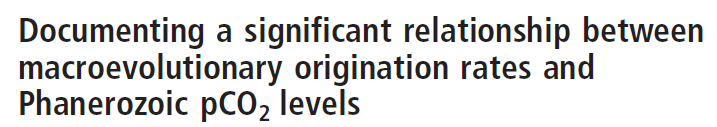 Documenting a significant relationship between
macroevolutionary origination rates and
Phanerozoic pCO₂ levels